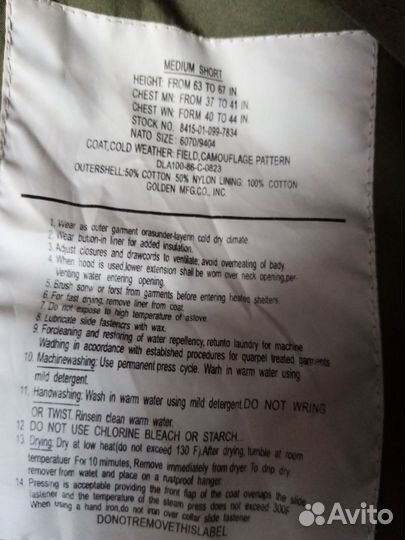 MEDIUM SHORT
HEIGHT: FROM 63 TO 67 IN
CHEST MN: FROM 37 TO 41 IN
CHEST WN: FORM 40 TO 44 IN
STOCK NO. 8415-01-099-7834
NATO SIZE: 6070/9404
COAT,COLD WEATHER: FIELD,CAMOUFLAGE PATTERN
DLA100-86-C-0823
OUTERSHELL:50% COTTON 50% NYLON LINING: 100% COTTON
GOLDEN MFG.CO., INC.
1. Wear as outer garment orasunder-layerin cold dry climate.
2. Wear button-in liner for added insulation.
3. Adjust closures and drawcords to ventilate, avoid overheating of body.
4. When hood is used,lower extension shall be worn over neck opening,per-
venting water entering opening.
5. Brush sonw or forst from garments before entering heated shelters.
6. For fast drying, remove liner from coat.
7. Do not expose to high temperature of astove.
8. Lubricate slide fasteners with wax.
9. Forcleaning and restoring of water repellency, retunto laundry for machine
Wadhing in acoordance with established procedures for quarpel treated garments
10. Machinewashing: Use permanent press cycle. Warh in warm water using
mild detergent.
11. Handwashing: Wash in warm water using mild detergent.DO NOT WRING
OR TWIST. Rinsein clean warm water.
12 DO NOT USE CHLORINE BLEACH OR STARCH...
13. Drying: Dry at low heat(do not exceed 130 F).After drying, tumble at room
temperatuer For 10 mimutes, Remove immediately from dryer To drip dry,
remover from watet and place on a rustproof hanger.
14 Pressing is acceptable providing the front flap of the coat overlaps the slide
fastener and the temperature of the steam press does not exceed 300F
When using a hand iron,do not iron over collar slide fastener
DONOTREMOVETHISLABEL
Avito